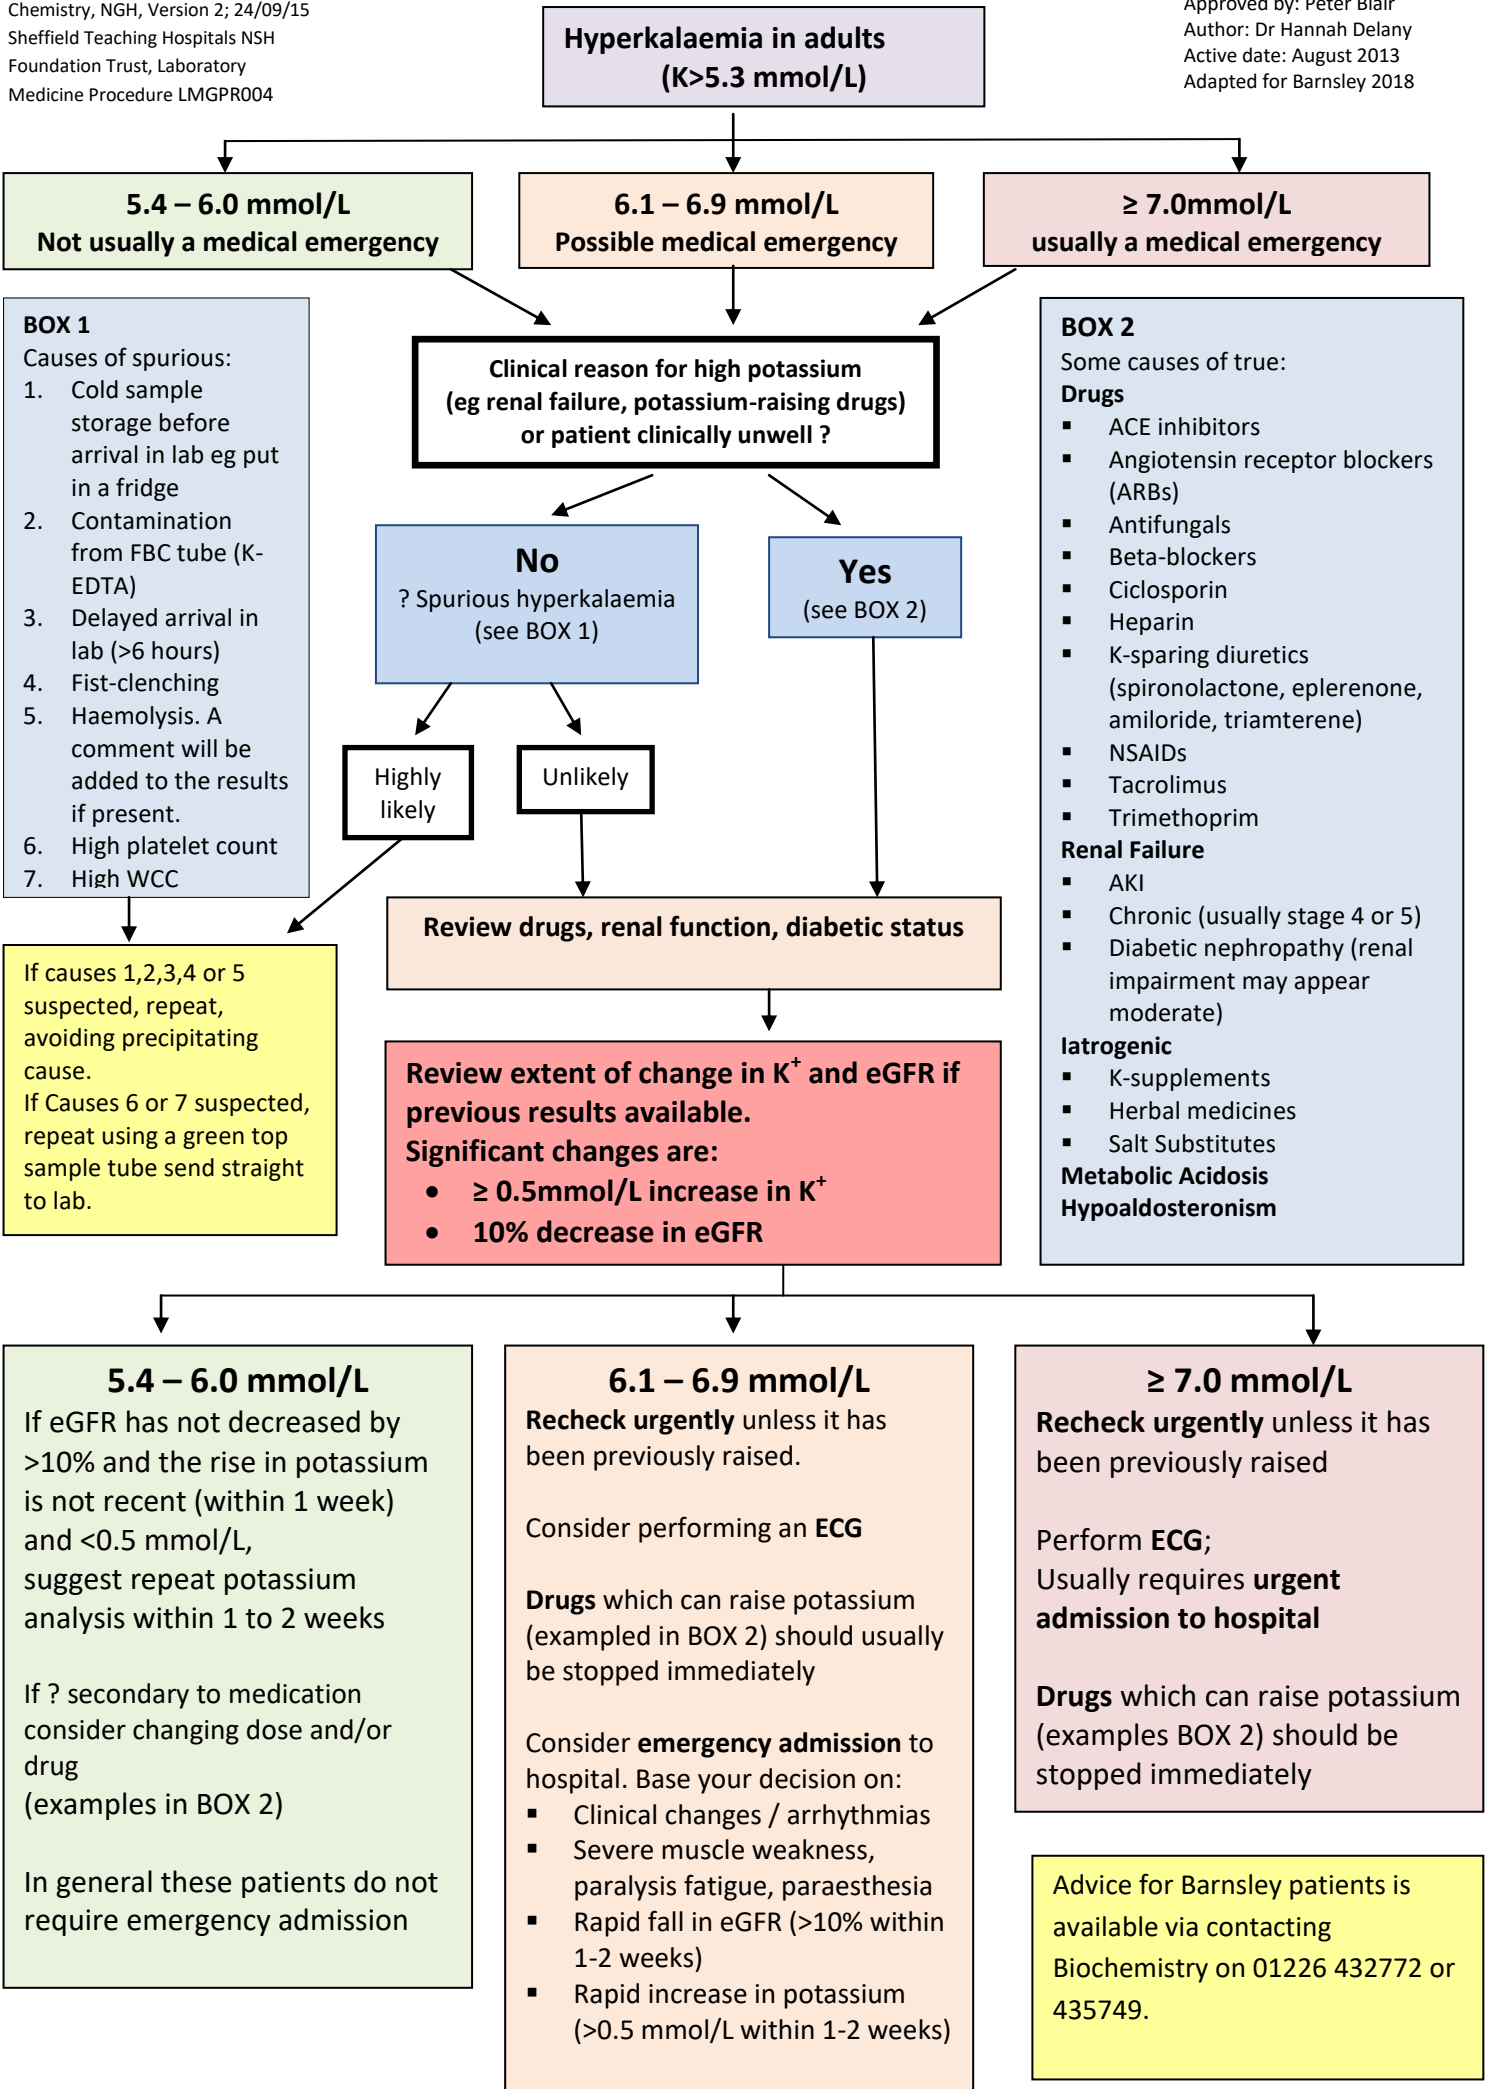 Chemistry, NGH, Version 2; 24/09/15
Sheffield Teaching Hospitals NSH
Foundation Trust, Laboratory
Medicine Procedure LMGPR004
Approved by: Peter Blair
Author: Dr Hannah Delany
Active date: August 2013
Adapted for Barnsley 2018
Hyperkalaemia in adults
(K>5.3 mmol/L)
5.4 – 6.0 mmol/L
Not usually a medical emergency
6.1 – 6.9 mmol/L
Possible medical emergency
≥ 7.0mmol/L
usually a medical emergency
BOX 1
Causes of spurious:
1. Cold sample
storage before
arrival in lab eg put
in a fridge
2. Contamination
from FBC tube (K-
EDTA)
3. Delayed arrival in
lab (>6 hours)
4. Fist-clenching
5. Haemolysis. A
comment will be
added to the results
if present.
6. High platelet count
7. High WCC
Clinical reason for high potassium
(eg renal failure, potassium-raising drugs)
or patient clinically unwell ?
No
? Spurious hyperkalaemia
(see BOX 1)
Yes
(see BOX 2)
Highly
likely
Unlikely
BOX 2
Some causes of true:
Drugs
▪ ACE inhibitors
▪ Angiotensin receptor blockers
(ARBs)
▪ Antifungals
▪ Beta-blockers
▪ Ciclosporin
▪ Heparin
▪ K-sparing diuretics
(spironolactone, eplerenone,
amiloride, triamterene)
▪ NSAIDs
▪ Tacrolimus
▪ Trimethoprim
Renal Failure
▪ AKI
▪ Chronic (usually stage 4 or 5)
▪ Diabetic nephropathy (renal
impairment may appear
moderate)
Iatrogenic
▪ K-supplements
▪ Herbal medicines
▪ Salt Substitutes
Metabolic Acidosis
Hypoaldosteronism
If causes 1,2,3,4 or 5
suspected, repeat,
avoiding precipitating
cause.
If Causes 6 or 7 suspected,
repeat using a green top
sample tube send straight
to lab.
Review drugs, renal function, diabetic status
Review extent of change in K⁺ and eGFR if
previous results available.
Significant changes are:
• ≥ 0.5mmol/L increase in K⁺
• 10% decrease in eGFR
5.4 – 6.0 mmol/L
If eGFR has not decreased by
>10% and the rise in potassium
is not recent (within 1 week)
and <0.5 mmol/L,
suggest repeat potassium
analysis within 1 to 2 weeks
If ? secondary to medication
consider changing dose and/or
drug
(examples in BOX 2)
In general these patients do not
require emergency admission
6.1 – 6.9 mmol/L
Recheck urgently unless it has
been previously raised.
Consider performing an ECG
Drugs which can raise potassium
(exampled in BOX 2) should usually
be stopped immediately
Consider emergency admission to
hospital. Base your decision on:
▪ Clinical changes / arrhythmias
▪ Severe muscle weakness,
paralysis fatigue, paraesthesia
▪ Rapid fall in eGFR (>10% within
1-2 weeks)
▪ Rapid increase in potassium
(>0.5 mmol/L within 1-2 weeks)
≥ 7.0 mmol/L
Recheck urgently unless it has
been previously raised
Perform ECG;
Usually requires urgent
admission to hospital
Drugs which can raise potassium
(examples BOX 2) should be
stopped immediately
Advice for Barnsley patients is
available via contacting
Biochemistry on 01226 432772 or
435749.